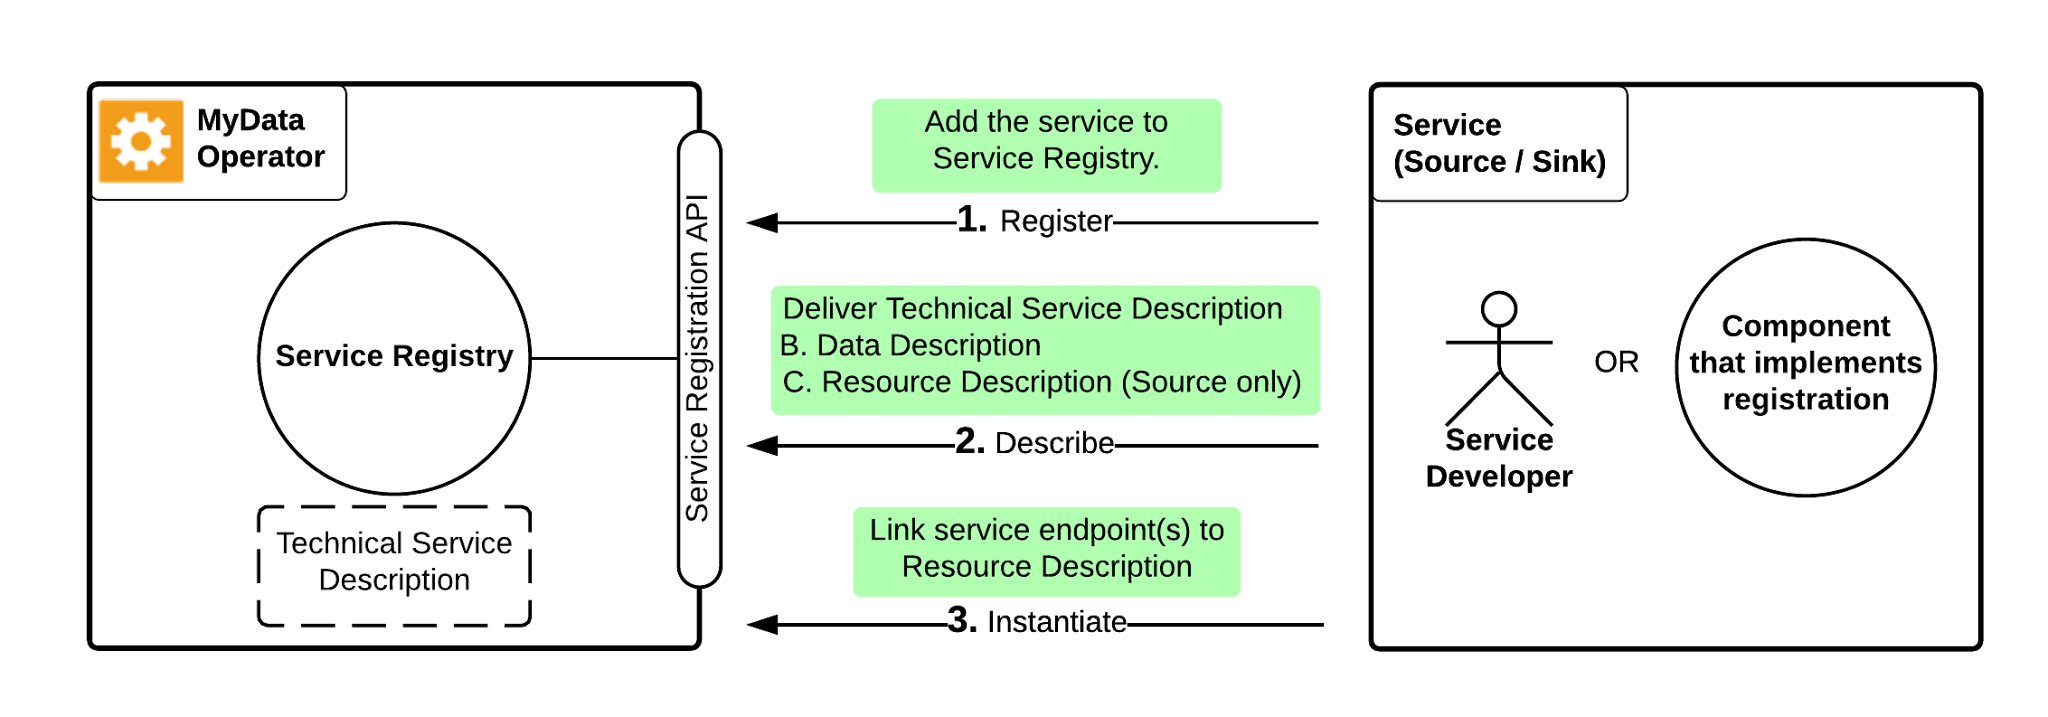 MyData
Operator
Service Registry
Technical Service
Description
Service Registration API
Add the service to
Service Registry.
1. Register
Deliver Technical Service Description
B. Data Description
C. Resource Description (Source only)
2. Describe
Link service endpoint(s) to
Resource Description
3. Instantiate
Service
(Source / Sink)
Service
Developer
OR
Component
that implements
registration